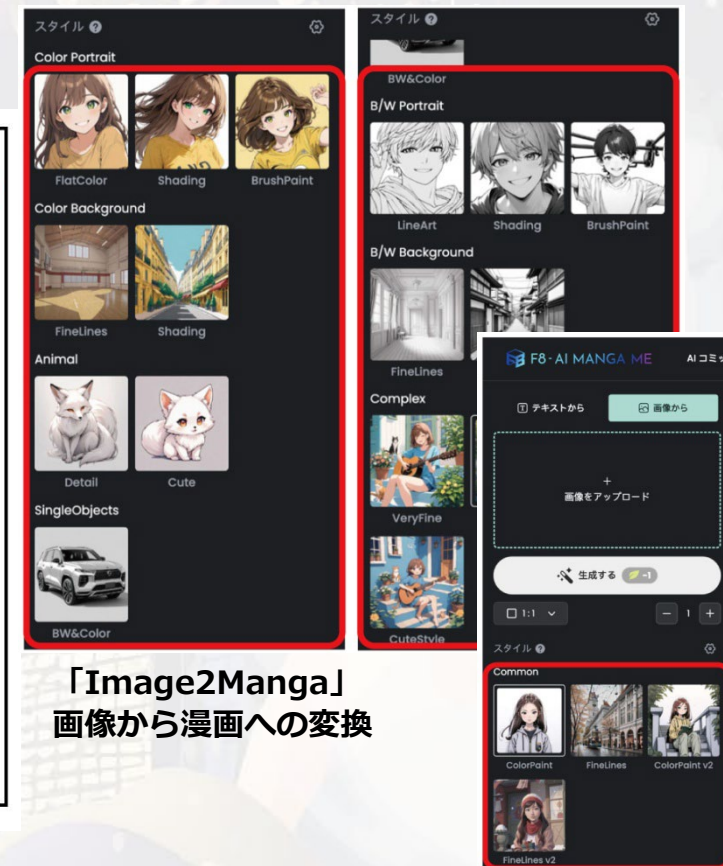 スタイル ?
Color Portrait
FlatColor Shading BrushPaint
Color Background
FineLines Shading
Animal
Detail Cute
SingleObjects
BW&Color
スタイル ?
BW&Color
B/W Portrait
LineArt Shading BrushPaint
B/W Background
FineLines
Complex
VeryFine
CuteStyle
F8-AI MANGA ME
AI コミッ
テキストから 画像から
+
画像をアップロード
生成する -1
1:1 − 1 +
スタイル ?
Common
ColorPaint FineLines ColorPaint v2
FineLines v2
「Image2Manga」
画像から漫画への変換